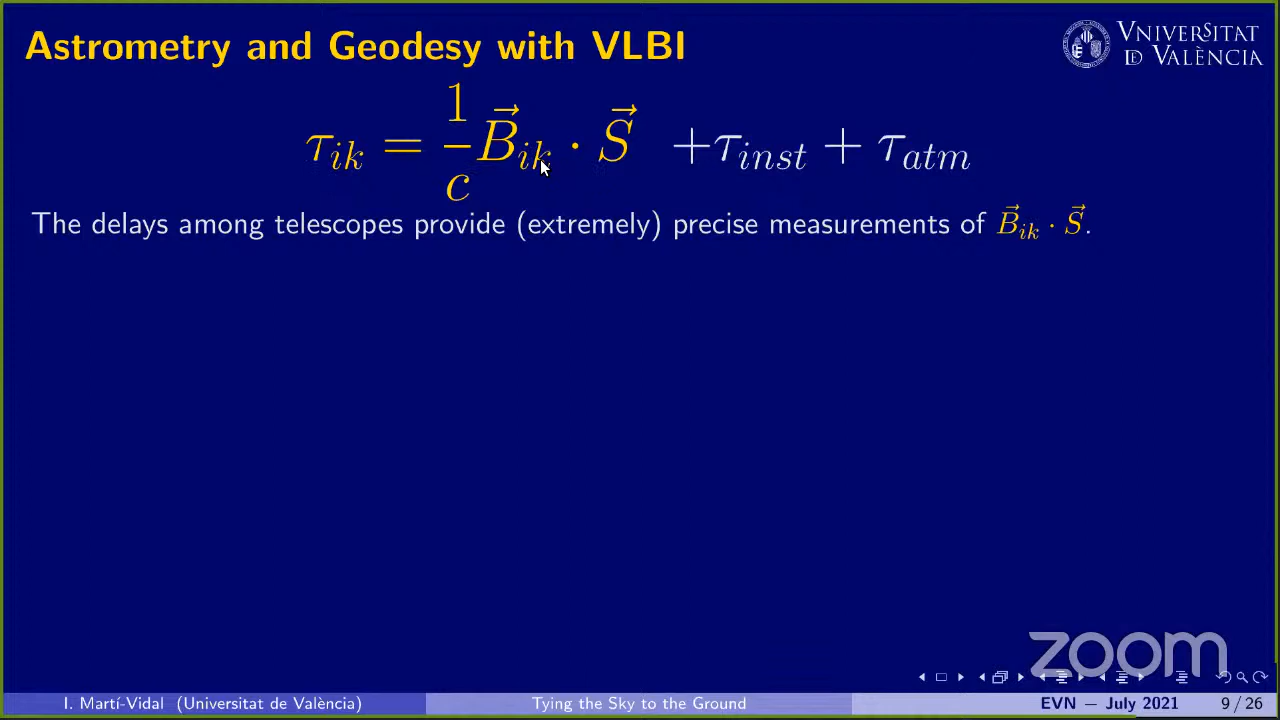 Astrometry and Geodesy with VLBI
VNIVERSITAT
DE VALÈNCIA
τ_ik = 1/c B⃗_ik · S⃗ +τ_inst + τ_atm
The delays among telescopes provide (extremely) precise measurements of B⃗_ik · S⃗.
zoom
I. Martí-Vidal (Universitat de València)
Tying the Sky to the Ground
EVN — July 2021
9 / 26